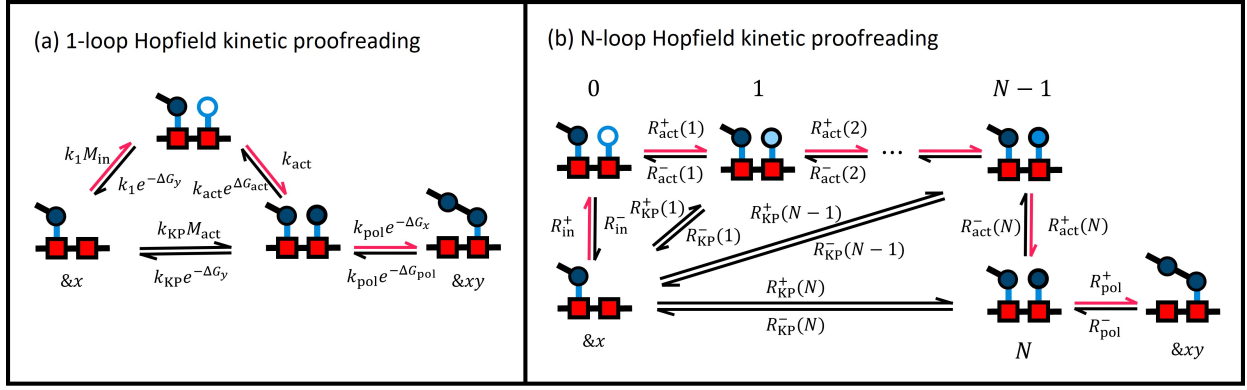 (a) 1-loop Hopfield kinetic proofreading
k₁M_in
k₁e^{−ΔG_y}
k_act
k_act e^{ΔG_act}
k_KP M_act
k_KP e^{−ΔG_y}
k_pol e^{−ΔG_x}
k_pol e^{−ΔG_pol}
&x
&xy
(b) N-loop Hopfield kinetic proofreading
0
1
N − 1
R⁺_act(1)
R⁻_act(1)
R⁺_act(2)
R⁻_act(2)
...
R⁺_in
R⁻_in
R⁺_KP(1)
R⁻_KP(1)
R⁺_KP(N−1)
R⁻_KP(N−1)
R⁻_act(N)
R⁺_act(N)
R⁺_KP(N)
R⁻_KP(N)
R⁺_pol
R⁻_pol
&x
N
&xy